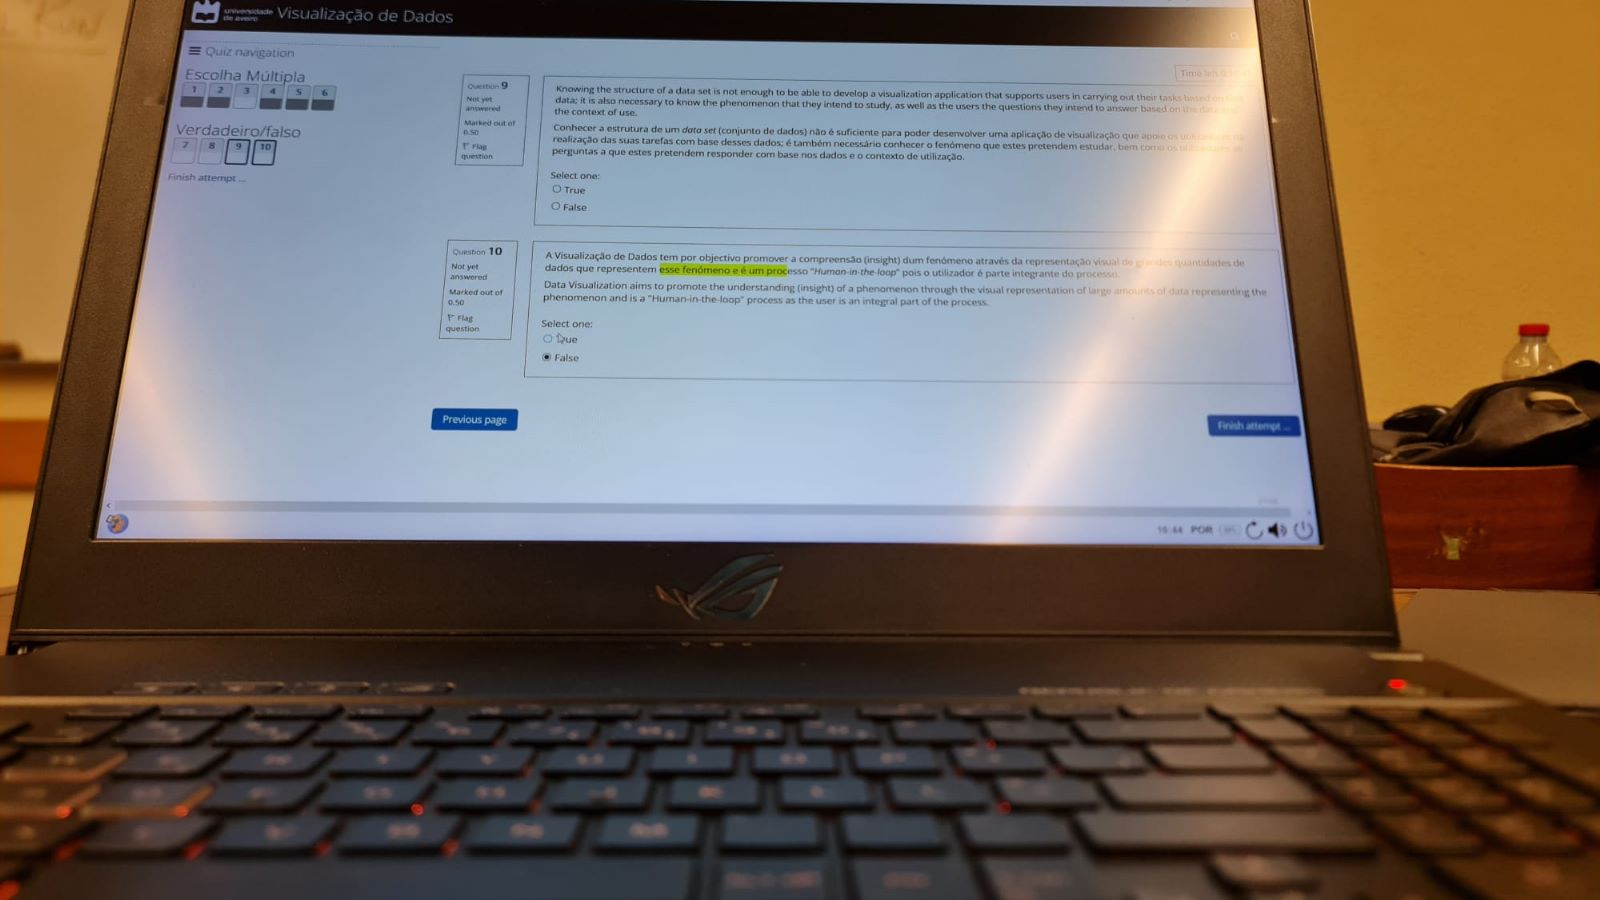 universidade
de aveiro
Visualização de Dados
Quiz navigation
Escolha Múltipla
1 2 3 4 5 6
Verdadeiro/falso
7 8 9 10
Finish attempt ...
Question 9
Not yet
answered
Marked out of
0.50
Flag
question
Time left
Knowing the structure of a data set is not enough to be able to develop a visualization application that supports users in carrying out their tasks based on
data; it is also necessary to know the phenomenon that they intend to study, as well as the users the questions they intend to answer based on the data
the context of use.
Conhecer a estrutura de um data set (conjunto de dados) não é suficiente para poder desenvolver uma aplicação de visualização que apoie os utilizadores na
realização das suas tarefas com base desses dados; é também necessário conhecer o fenómeno que estes pretendem estudar, bem como os
perguntas a que estes pretendem responder com base nos dados e o contexto de utilização.
Select one:
True
False
Question 10
Not yet
answered
Marked out of
0.50
Flag
question
A Visualização de Dados tem por objectivo promover a compreensão (insight) dum fenómeno através da representação visual de grandes quantidades de
dados que representem esse fenómeno e é um processo "Human-in-the-loop" pois o utilizador é parte integrante do processo.
Data Visualization aims to promote the understanding (insight) of a phenomenon through the visual representation of large amounts of data representing the
phenomenon and is a "Human-in-the-loop" process as the user is an integral part of the process.
Select one:
False
Previous page
Finish attempt ...
POR